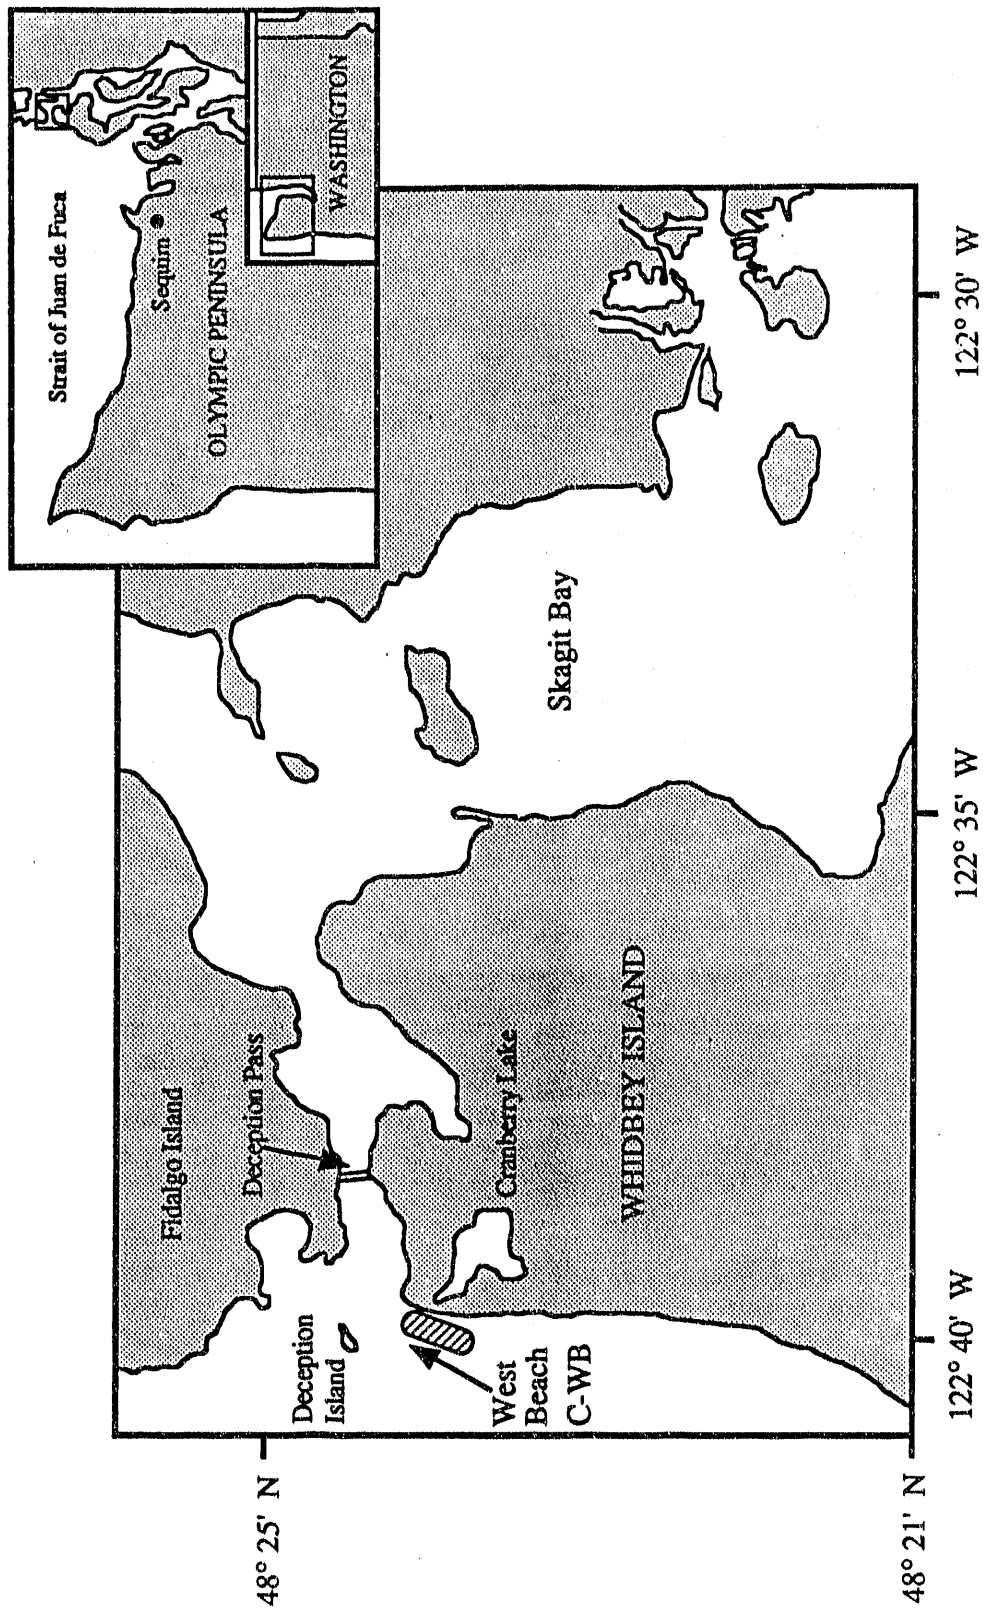 Strait of Juan de Fuca
Sequim
OLYMPIC PENINSULA
WASHINGTON
Fidalgo Island
Deception Pass
Deception
Island
West
Beach
C-WB
Cranberry Lake
WHIDBEY ISLAND
Skagit Bay
48° 25' N
48° 21' N
122° 40' W
122° 35' W
122° 30' W